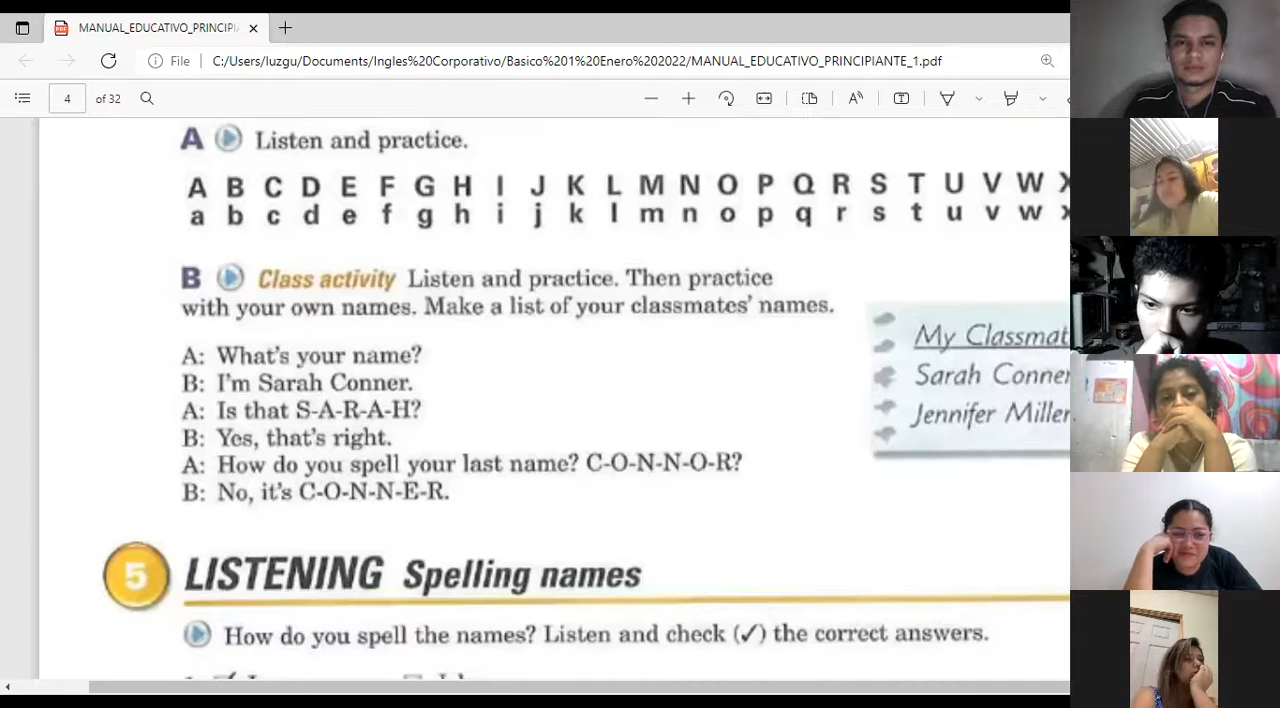 MANUAL_EDUCATIVO_PRINCIPI
File C:/Users/luzgu/Documents/Ingles%20Corporativo/Basico%201%20Enero%202022/MANUAL_EDUCATIVO_PRINCIPIANTE_1.pdf
4 of 32
A Listen and practice.
A B C D E F G H I J K L M N O P Q R S T U V W
a b c d e f g h i j k l m n o p q r s t u v w
B Class activity Listen and practice. Then practice
with your own names. Make a list of your classmates' names.
My Classmat
Sarah Conner
Jennifer Miller
A: What's your name?
B: I'm Sarah Conner.
A: Is that S-A-R-A-H?
B: Yes, that's right.
A: How do you spell your last name? C-O-N-N-O-R?
B: No, it's C-O-N-N-E-R.
5 LISTENING Spelling names
How do you spell the names? Listen and check (✓) the correct answers.